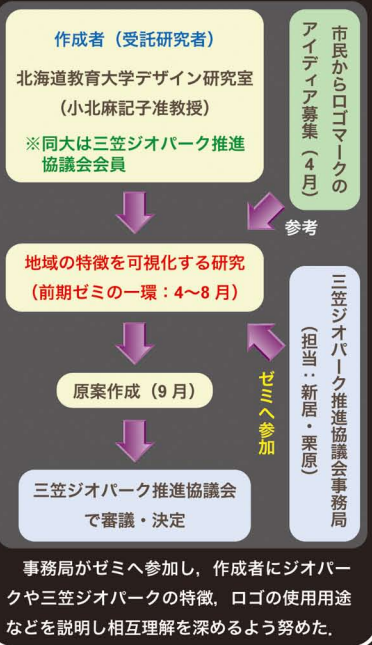 作成者（受託研究者）
北海道教育大学デザイン研究室
（小北麻記子准教授）
※同大は三笠ジオパーク推進
協議会会員
市民からロゴマークの
アイディア募集（4月）
参考
地域の特徴を可視化する研究
（前期ゼミの一環：4～8月）
三笠ジオパーク推進協議会事務局
（担当：新居・栗原）
ゼミへ参加
原案作成（9月）
三笠ジオパーク推進協議会
で審議・決定
事務局がゼミへ参加し，作成者にジオパー
クや三笠ジオパークの特徴，ロゴの使用用途
などを説明し相互理解を深めるよう努めた．